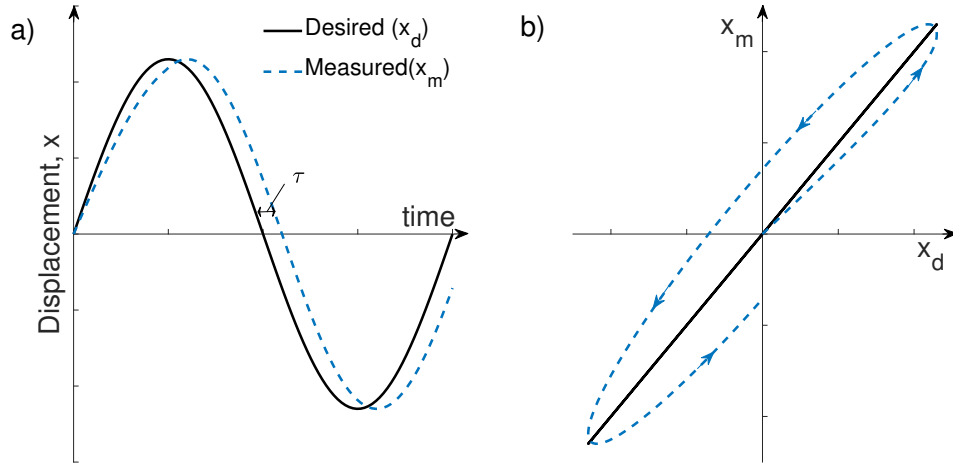 a)
Desired (x_d)
Measured(x_m)
τ
time
Displacement, x
b)
x_m
x_d